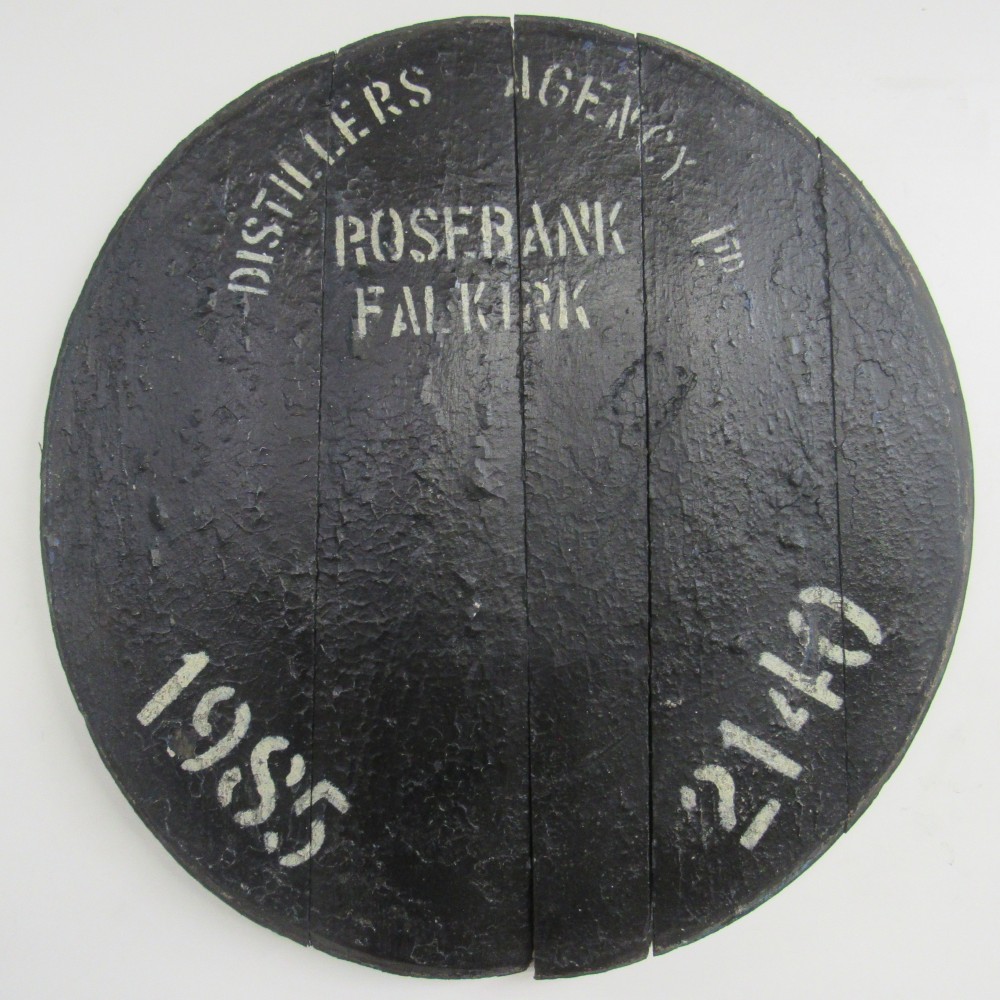 DISTILLERS AGENCY LTD
ROSEBANK
FALKIRK
1985
2140